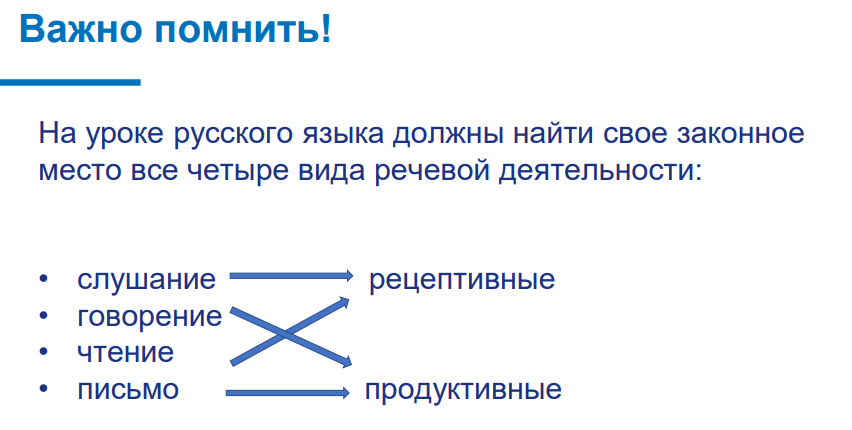 Важно помнить!
На уроке русского языка должны найти свое законное
место все четыре вида речевой деятельности:
• слушание рецептивные
• говорение
• чтение
• письмо продуктивные